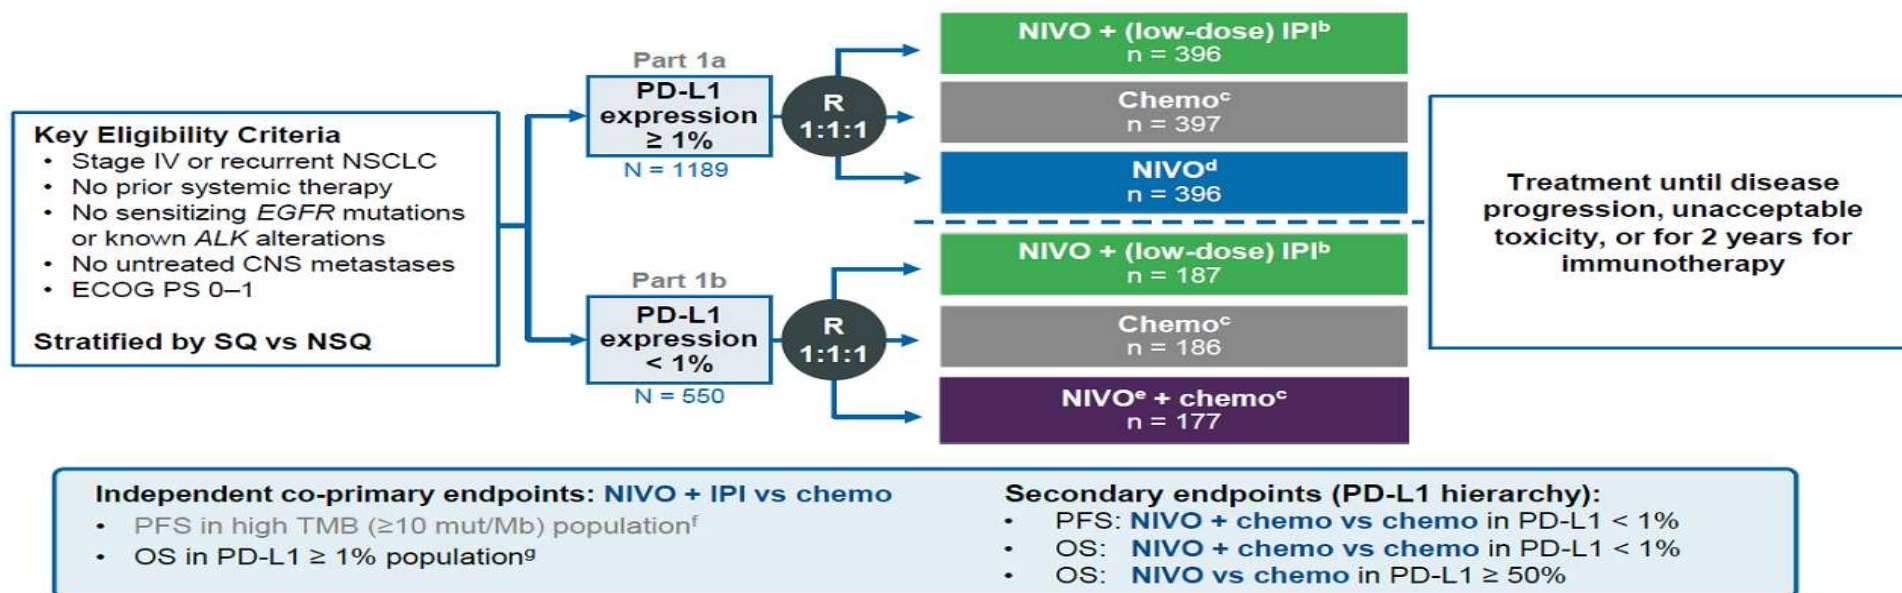 Key Eligibility Criteria
• Stage IV or recurrent NSCLC
• No prior systemic therapy
• No sensitizing EGFR mutations
or known ALK alterations
• No untreated CNS metastases
• ECOG PS 0–1
Stratified by SQ vs NSQ
Part 1a
PD-L1
expression
≥ 1%
N = 1189
R
1:1:1
NIVO + (low-dose) IPIᵇ
n = 396
Chemoᶜ
n = 397
NIVOᵈ
n = 396
Part 1b
PD-L1
expression
< 1%
N = 550
R
1:1:1
NIVO + (low-dose) IPIᵇ
n = 187
Chemoᶜ
n = 186
NIVOᵉ + chemoᶜ
n = 177
Treatment until disease
progression, unacceptable
toxicity, or for 2 years for
immunotherapy
Independent co-primary endpoints: NIVO + IPI vs chemo
• PFS in high TMB (≥10 mut/Mb) populationᶠ
• OS in PD-L1 ≥ 1% populationᵍ
Secondary endpoints (PD-L1 hierarchy):
• PFS: NIVO + chemo vs chemo in PD-L1 < 1%
• OS: NIVO + chemo vs chemo in PD-L1 < 1%
• OS: NIVO vs chemo in PD-L1 ≥ 50%